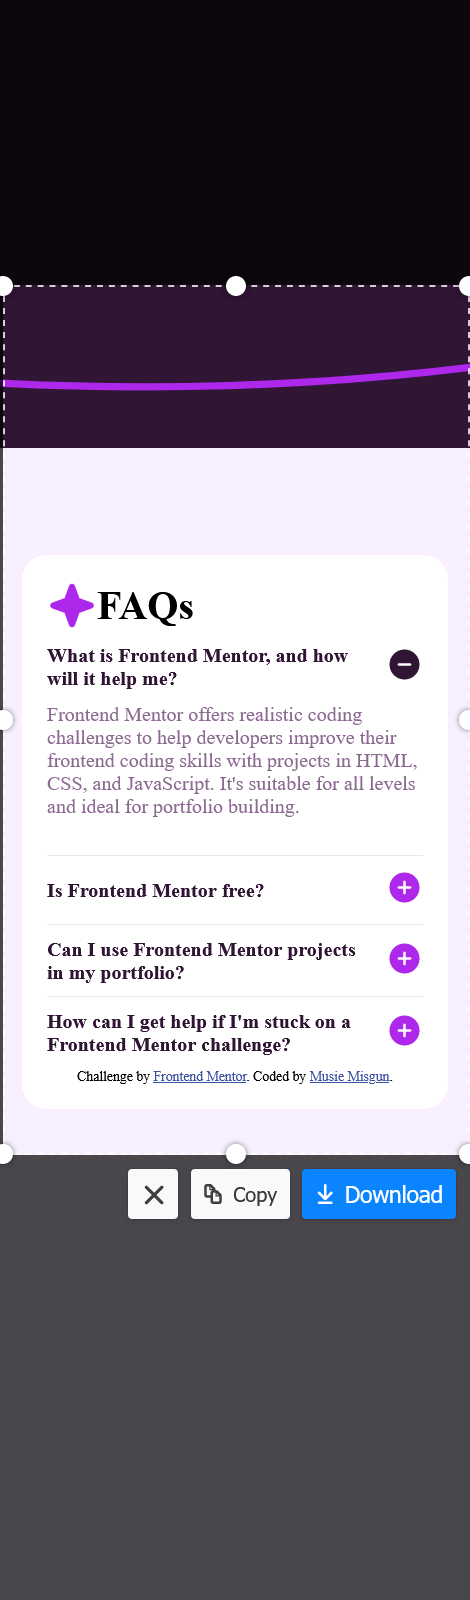 FAQs
What is Frontend Mentor, and how
will it help me?
Frontend Mentor offers realistic coding
challenges to help developers improve their
frontend coding skills with projects in HTML,
CSS, and JavaScript. It's suitable for all levels
and ideal for portfolio building.
Is Frontend Mentor free?
Can I use Frontend Mentor projects
in my portfolio?
How can I get help if I'm stuck on a
Frontend Mentor challenge?
Challenge by Frontend Mentor. Coded by Musie Misgun.
Copy
Download